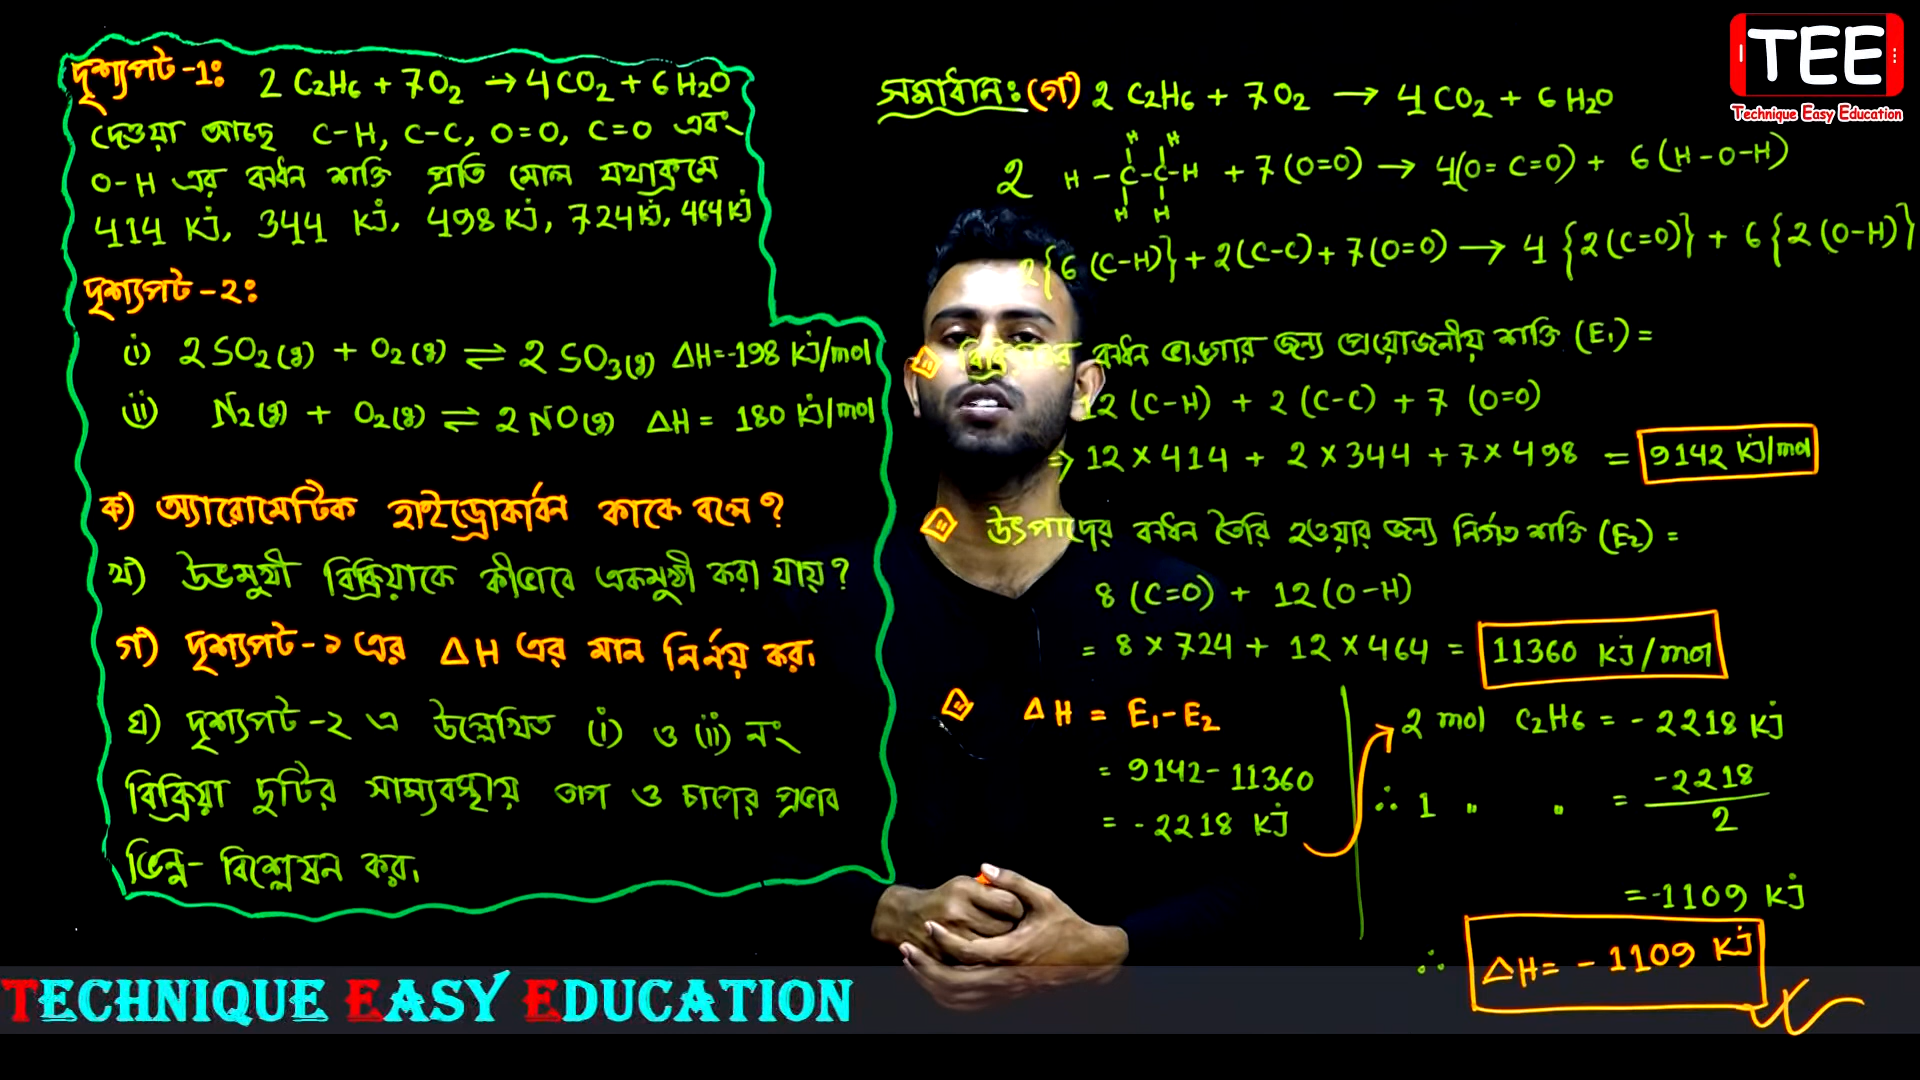 দৃশ্যপট-1: 2 C2H6 + 7O2 → 4CO2 + 6H2O
দেওয়া আছে C-H, C-C, O=O, C=O এবং
O-H এর বন্ধন শক্তি প্রতি মোল যথাক্রমে
414 KJ, 344 KJ, 498 KJ, 724 KJ, 464 KJ
দৃশ্যপট-২:
(i) 2SO2(g) + O2(g) ⇌ 2SO3(g) ΔH=-198 KJ/mol
(ii) N2(g) + O2(g) ⇌ 2NO(g) ΔH = 180 KJ/mol
ক) অ্যারোমেটিক হাইড্রোকার্বন কাকে বলে?
খ) উভমুখী বিক্রিয়াকে কীভাবে একমুখী করা যায়?
গ) দৃশ্যপট-১ এর ΔH এর মান নির্নয় কর।
ঘ) দৃশ্যপট-২ এ উল্লেখিত (i) ও (ii) নং
বিক্রিয়া দুটির সাম্যবস্থায় তাপ ও চাপের প্রভাব
ভিন্ন- বিশ্লেষন কর।
সমাধান: (গ) 2 C2H6 + 7O2 → 4CO2 + 6H2O
H H
2 H-C-C-H + 7(O=O) → 4(O=C=O) + 6(H-O-H)
H H
2{6(C-H)} + 2(C-C) + 7(O=O) → 4{2(C=O)} + 6{2(O-H)}
বিক্রিয়কের বন্ধন ভাঙ্গার জন্য প্রেয়োজনীয় শক্তি (E1) =
12(C-H) + 2(C-C) + 7(O=O)
⇒ 12×414 + 2×344 + 7×498 = 9142 KJ/mol
উৎপাদের বন্ধন তৈরি হওয়ার জন্য নির্গত শক্তি (E2) =
8(C=O) + 12(O-H)
= 8×724 + 12×464 = 11360 KJ/mol
ΔH = E1-E2
= 9142-11360
= -2218 KJ
2 mol C2H6 = -2218 KJ
∴ 1 " " = -2218/2
= -1109 KJ
∴ ΔH = -1109 KJ
TEE
Technique Easy Education
TECHNIQUE EASY EDUCATION